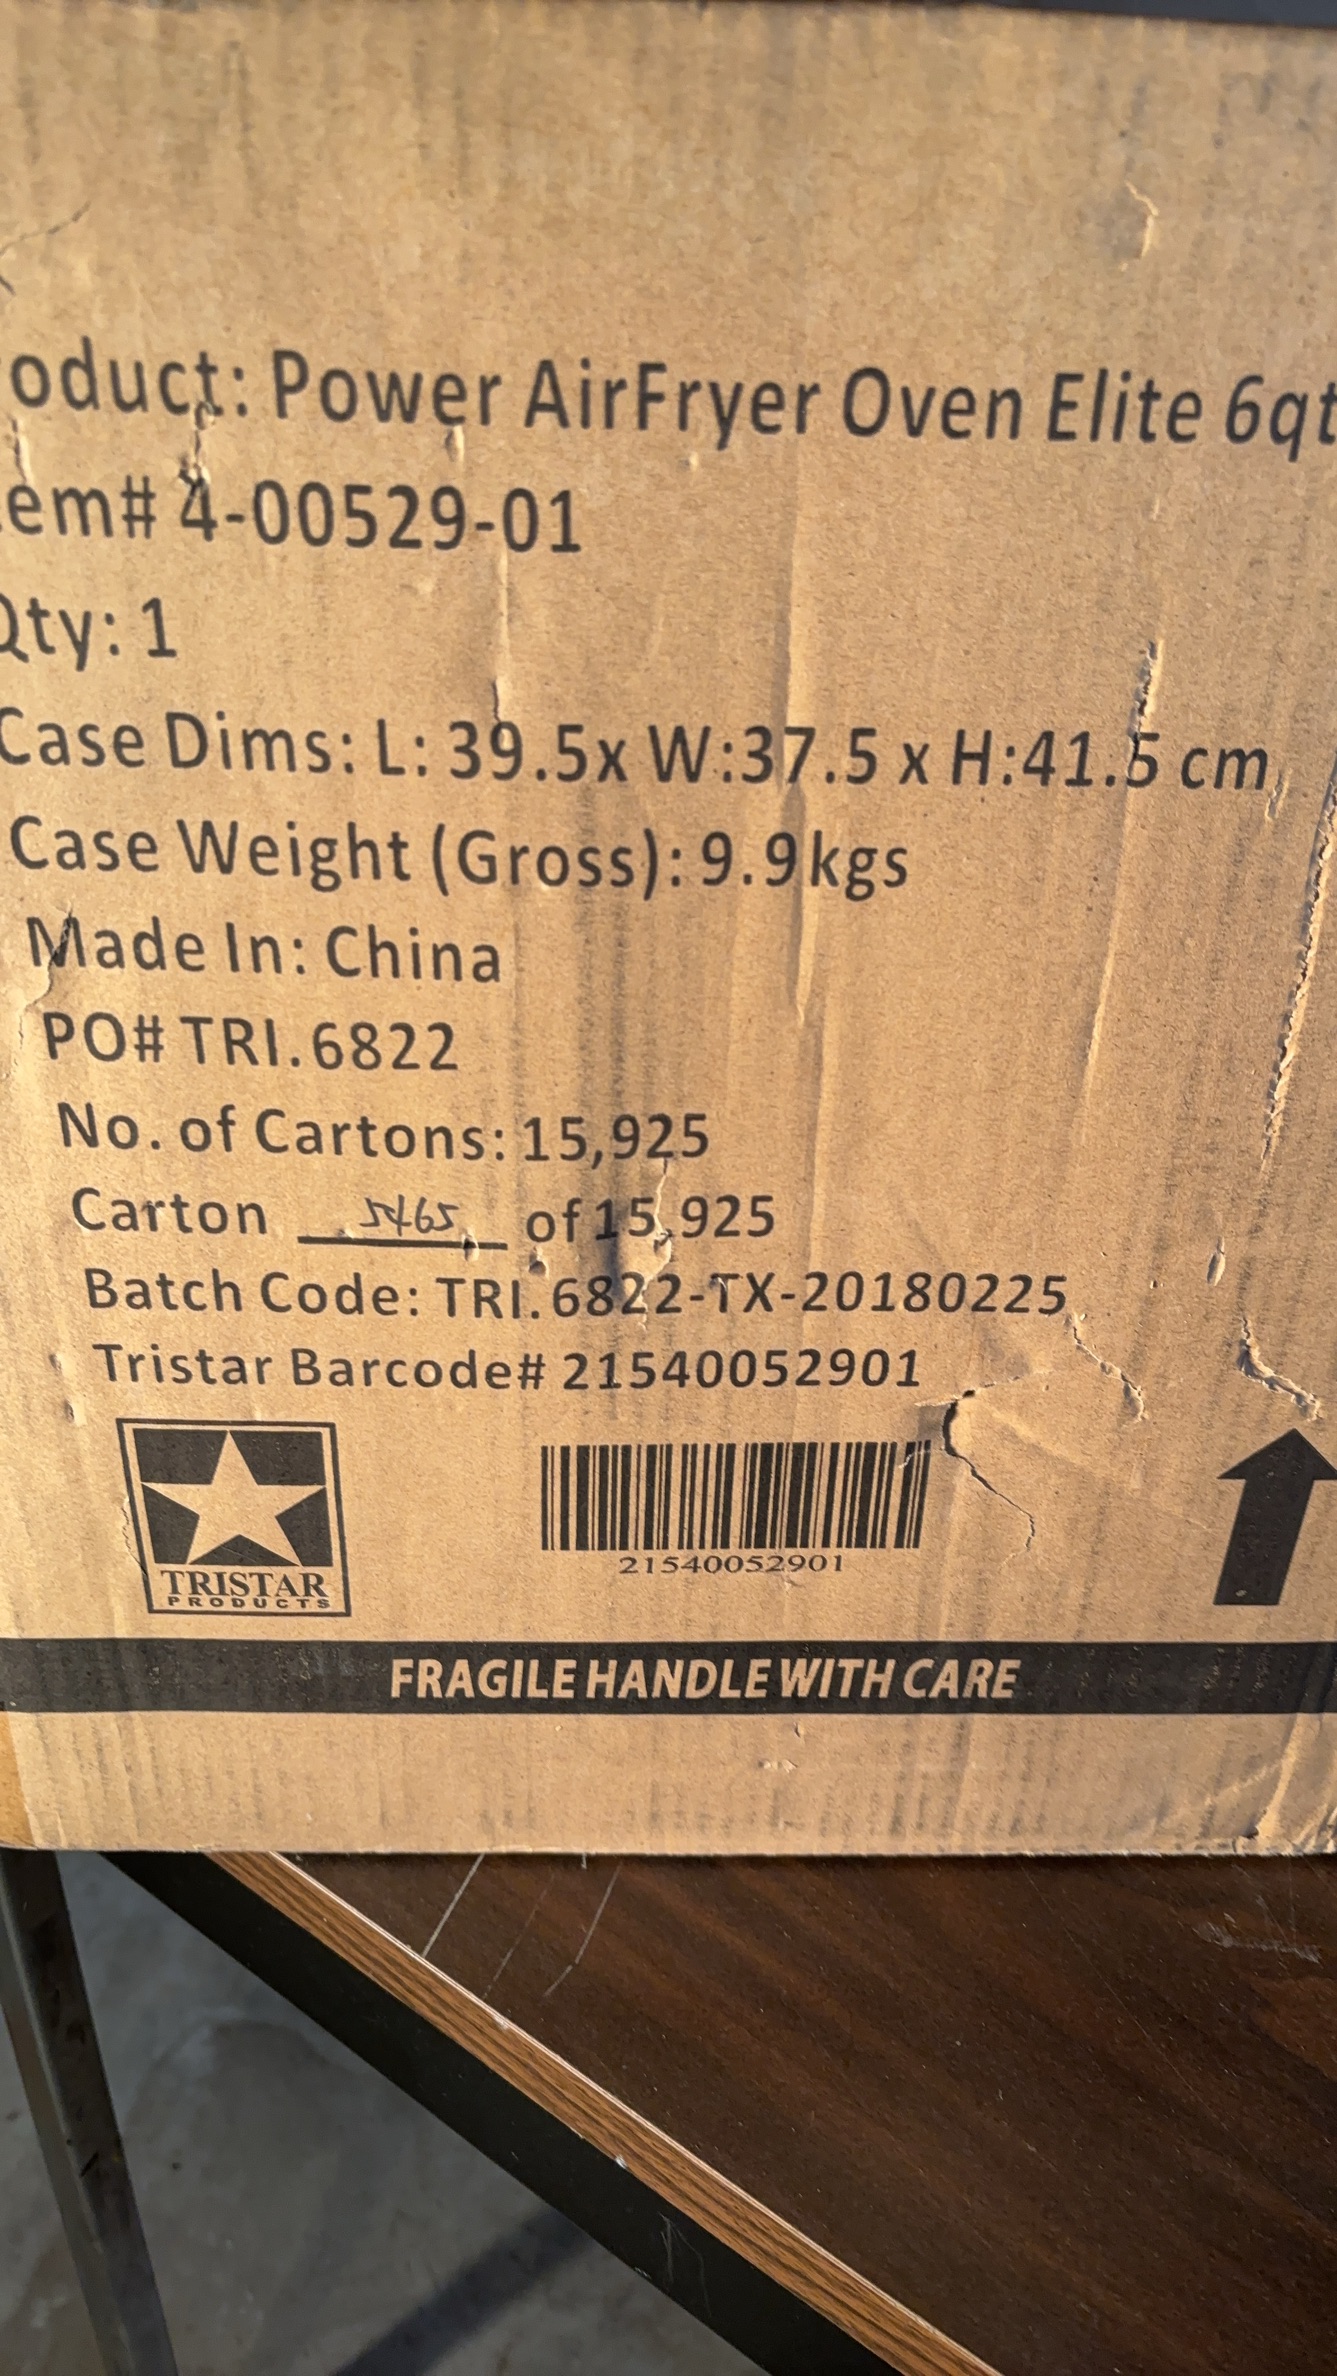 oduct: Power AirFryer Oven Elite 6qt
em# 4-00529-01
Qty: 1
Case Dims: L: 39.5x W:37.5 x H:41.5 cm
Case Weight (Gross): 9.9kgs
Made In: China
PO# TRI.6822
No. of Cartons: 15,925
Carton 5465 of 15,925
Batch Code: TRI.6822-TX-20180225
Tristar Barcode# 21540052901
TRISTAR
PRODUCTS
21540052901
FRAGILE HANDLE WITH CARE